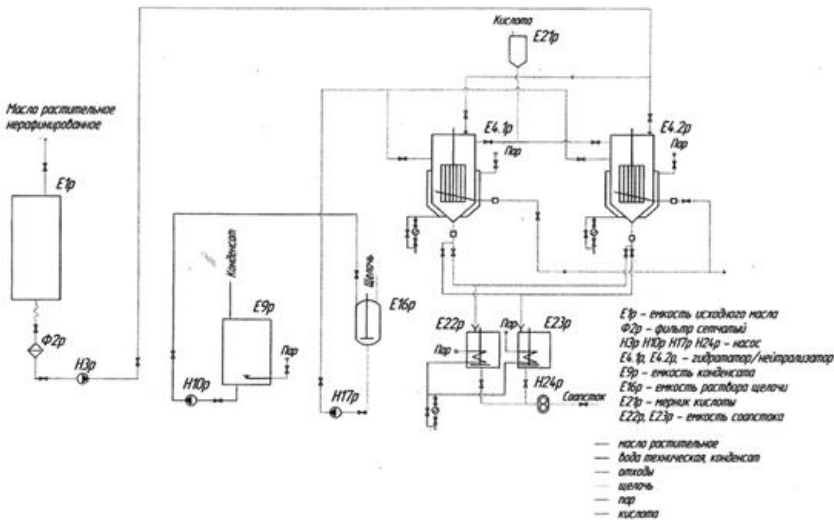 Кислота
Е21р
Масла растительное
нерафинированное
Е1р
Е4.1р
Е4.2р
Пар
Пар
Конденсат
Щелочь
Е9р
Е16р
Ф2р
Н3р
Пар
Н10р
Н17р
Е22р
Е23р
Пар
Пар
Н24р
Соапсток
Е1р – емкость исходного масла
Ф2р – фильтр сетчатый
Н3р Н10р Н17р Н24р – насос
Е4.1р, Е4.2р, – гидрататор/нейтрализатор
Е9р – емкость конденсата
Е16р – емкость раствора щелочи
Е21р – мерник кислоты
Е22р, Е23р – емкость соапстока
масло растительное
вода техническая, конденсат
отходы
щелочь
пар
кислота